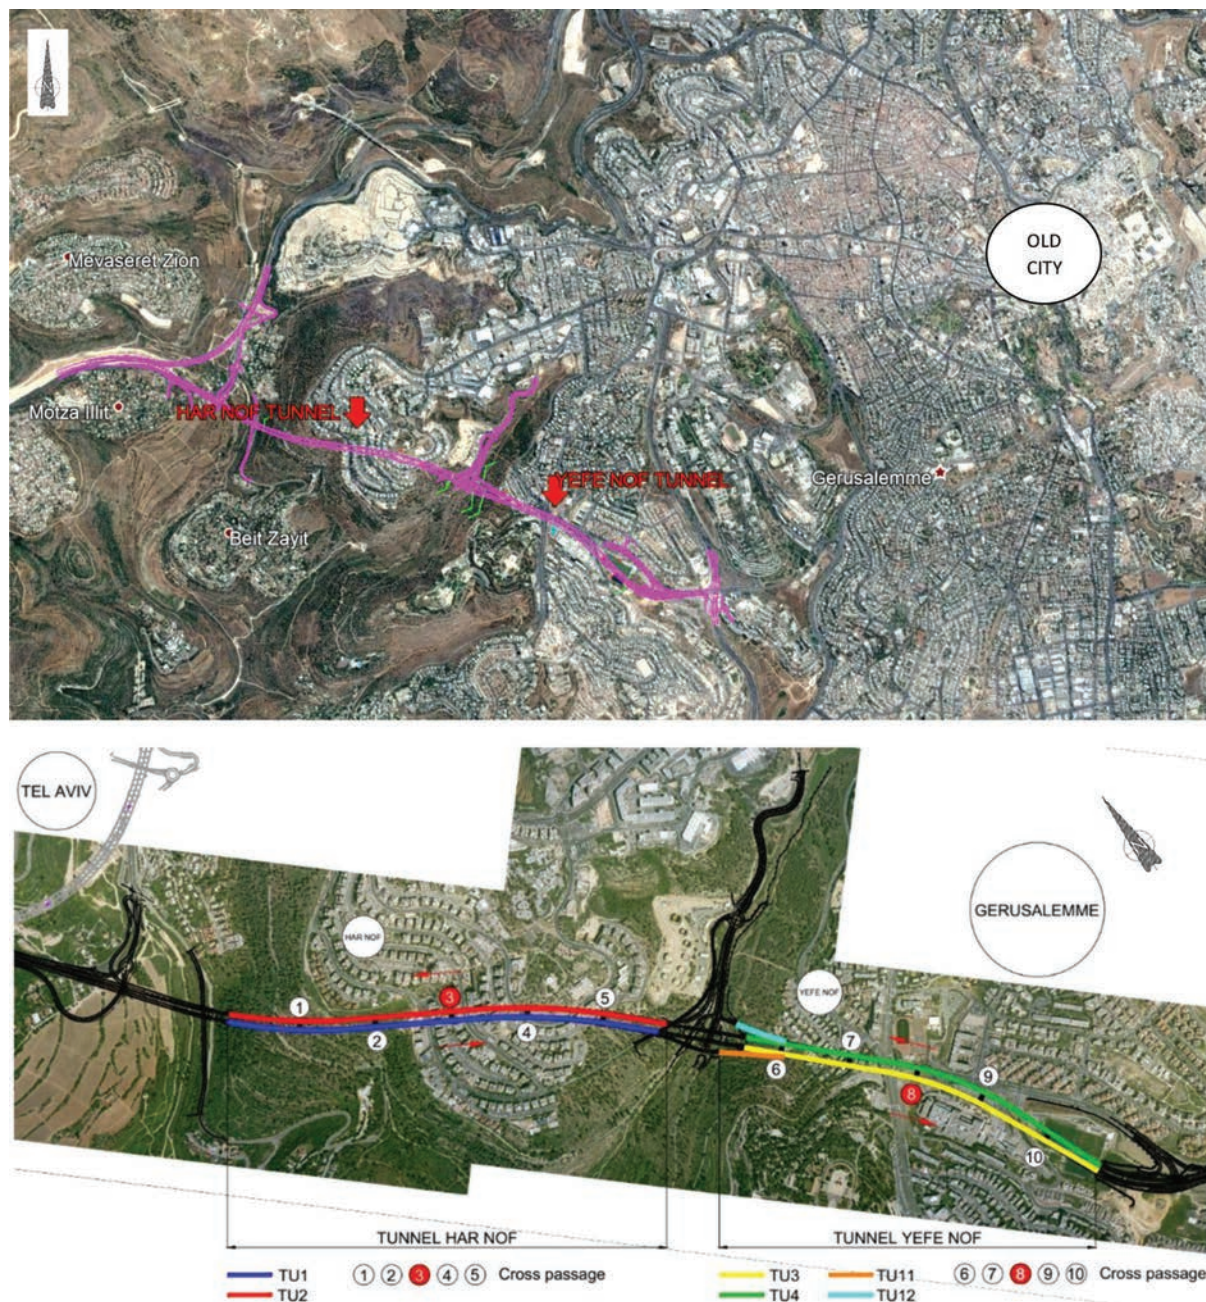 OLD
CITY
Mevaseret Zion
Motza Illit
HAR NOF TUNNEL
YEFE NOF TUNNEL
Gerusalemme
Beit Zayit
TEL AVIV
GERUSALEMME
HAR NOF
YEFE NOF
1
2
3
4
5
6
7
8
9
10
TUNNEL HAR NOF
TUNNEL YEFE NOF
TU1
TU2
1 2 3 4 5 Cross passage
TU3
TU4
TU11
TU12
6 7 8 9 10 Cross passage